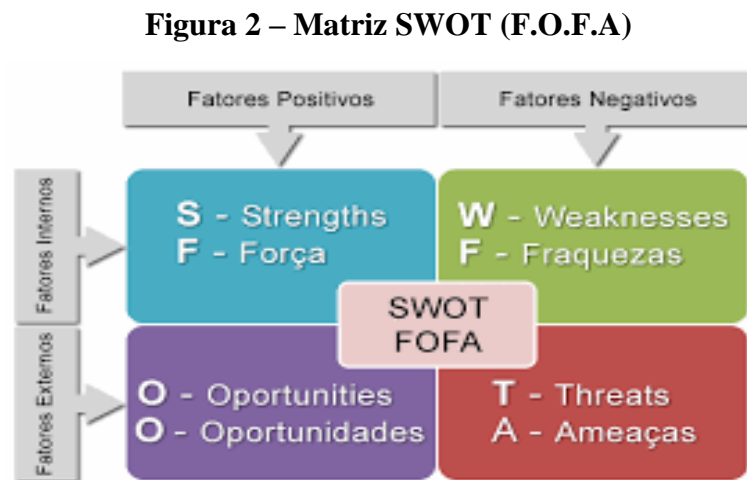 Figura 2 – Matriz SWOT (F.O.F.A)
Fatores Positivos
Fatores Negativos
Fatores Internos
S - Strengths
F - Força
W - Weaknesses
F - Fraquezas
SWOT
FOFA
Fatores Externos
O - Oportunities
O - Oportunidades
T - Threats
A - Ameaças